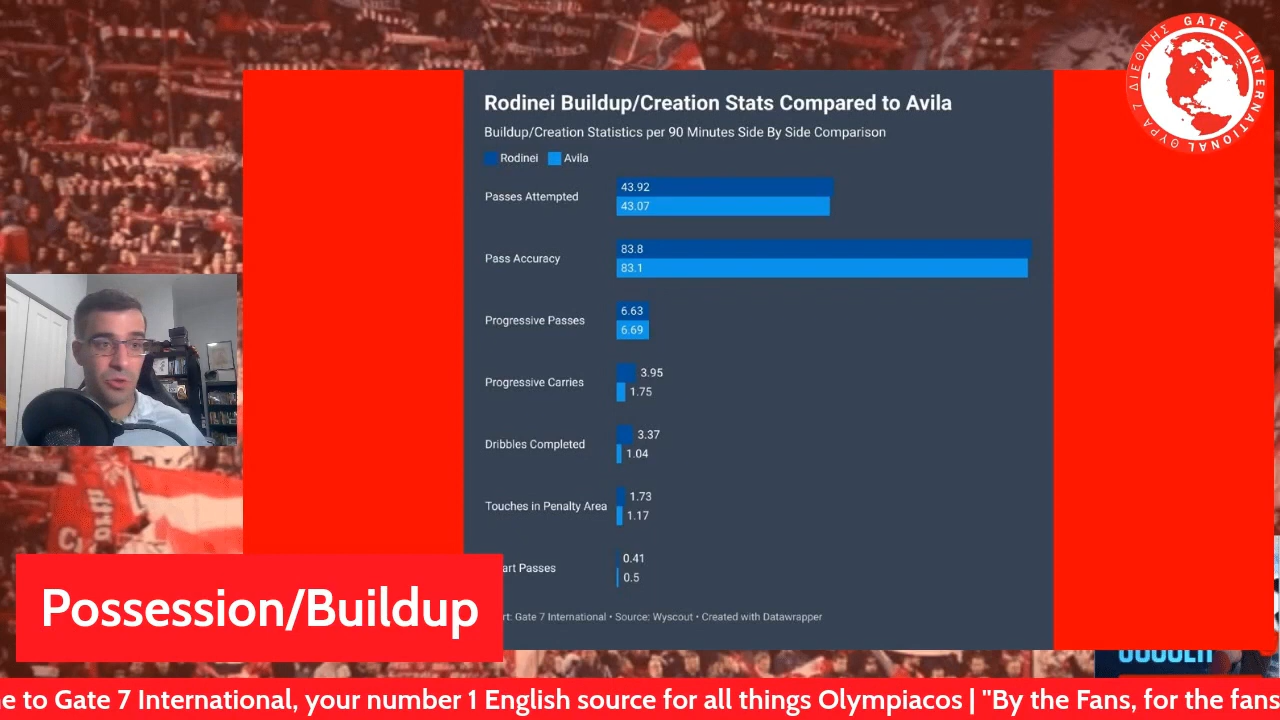 GATE 7 INTERNATIONAL
ΘΥΡΑ 7 ΔΙΕΘΝΗΣ
Rodinei Buildup/Creation Stats Compared to Avila
Buildup/Creation Statistics per 90 Minutes Side By Side Comparison
Rodinei Avila
Passes Attempted
43.92
43.07
Pass Accuracy
83.8
83.1
Progressive Passes
6.63
6.69
Progressive Carries
3.95
1.75
Dribbles Completed
3.37
1.04
Touches in Penalty Area
1.73
1.17
Passes
0.41
0.5
Gate 7 International • Source: Wyscout • Created with Datawrapper
Possession/Buildup
to Gate 7 International, your number 1 English source for all things Olympiacos | "By the Fans, for the fans